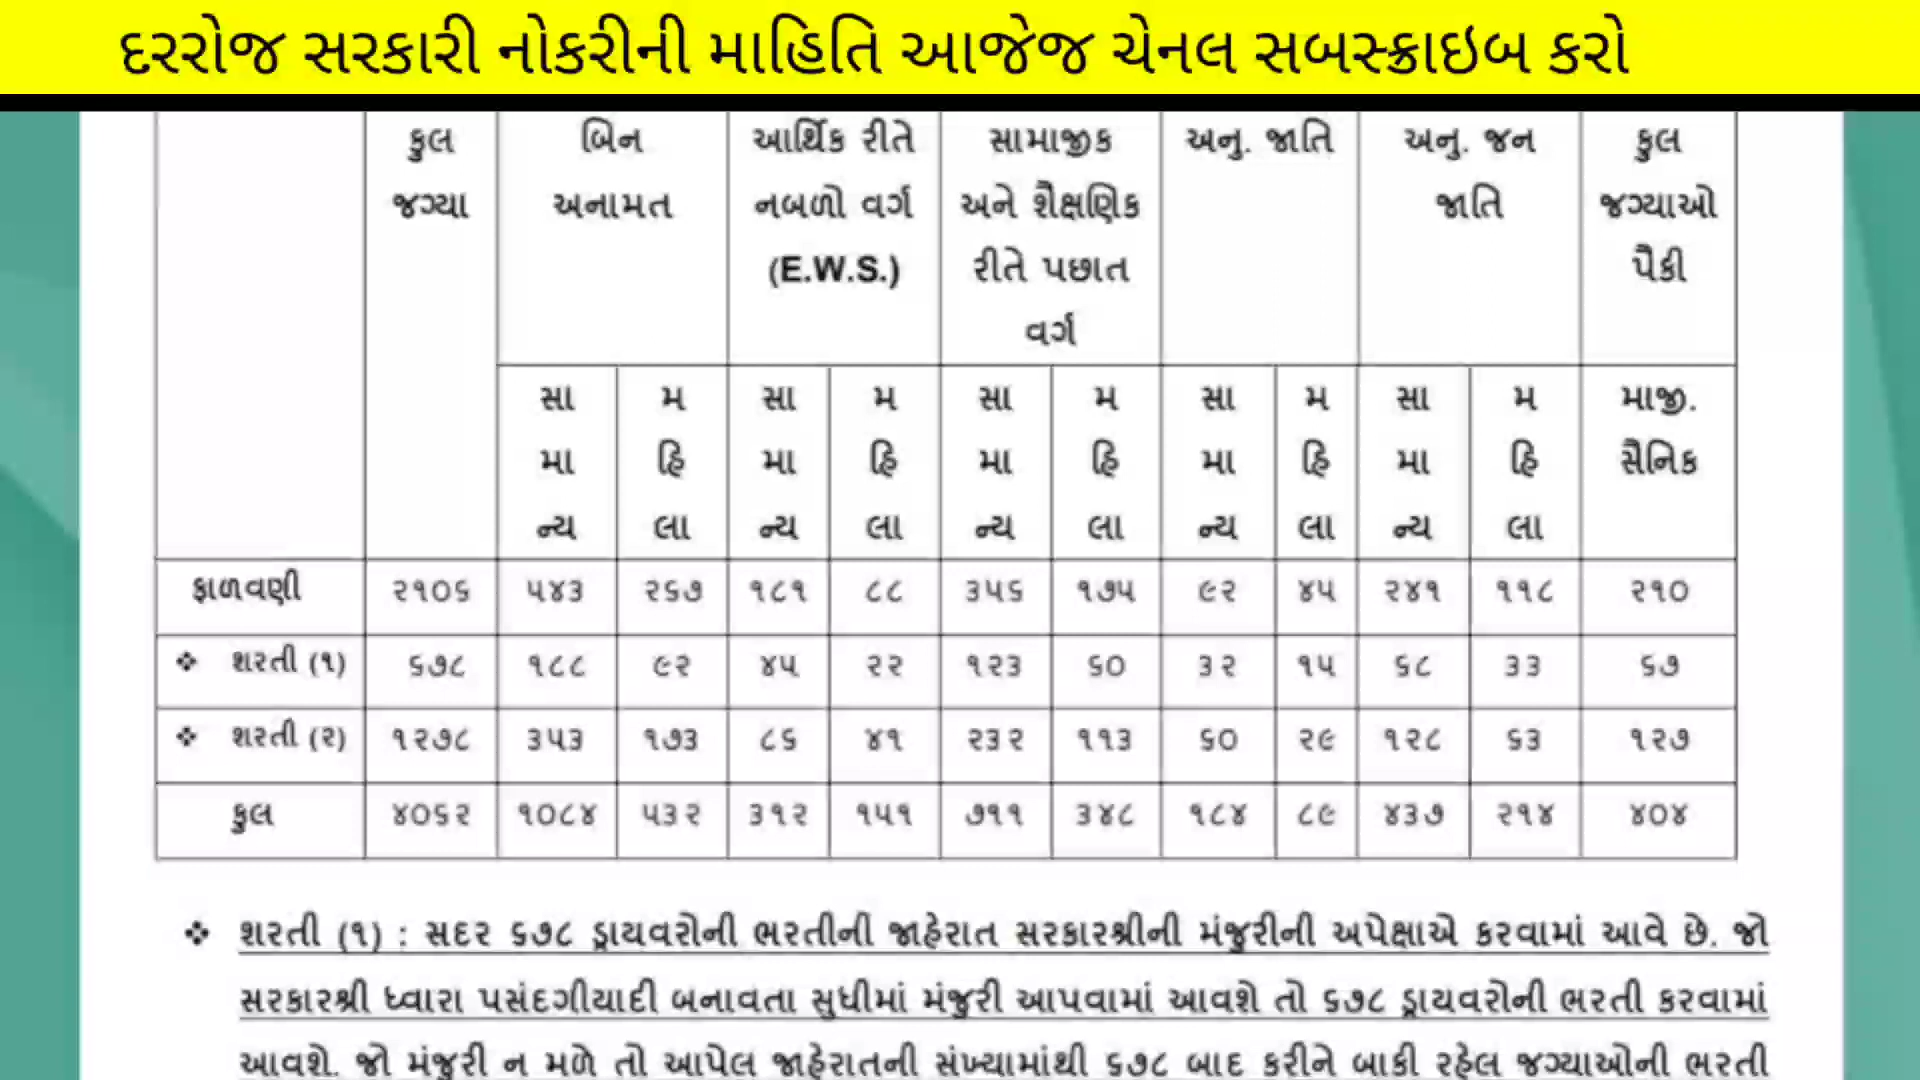 દરરોજ સરકારી નોકરીની માહિતિ આજેજ ચેનલ સબસ્ક્રાઇબ કરો
કુલ બિન આર્થિક રીતે સામાજીક અનુ. જાતિ અનુ. જન કુલ
જગ્યા અનામત નબળો વર્ગ અને શૈક્ષણિક જાતિ જગ્યાઓ
(E.W.S.) રીતે પછાત પૈકી
વર્ગ
સા મ સા મ સા મ સા મ સા મ માજી.
મા હિ મા હિ મા હિ મા હિ મા હિ સૈનિક
ન્ય લા ન્ય લા ન્ય લા ન્ય લા ન્ય લા
ફાળવણી ૨૧૦૬ ૫૪૩ ૨૬૭ ૧૮૧ ૮૮ ૩૫૬ ૧૭૫ ૯૨ ૪૫ ૨૪૧ ૧૧૮ ૨૧૦
❖ શરતી (૧) ૬૭૮ ૧૮૮ ૯૨ ૪૫ ૨૨ ૧૨૩ ૬૦ ૩૨ ૧૫ ૬૮ ૩૩ ૬૭
❖ શરતી (૨) ૧૨૭૮ ૩૫૩ ૧૭૩ ૮૬ ૪૧ ૨૩૨ ૧૧૩ ૬૦ ૨૯ ૧૨૮ ૬૩ ૧૨૭
કુલ ૪૦૬૨ ૧૦૮૪ ૫૩૨ ૩૧૨ ૧૫૧ ૭૧૧ ૩૪૮ ૧૮૪ ૮૯ ૪૩૭ ૨૧૪ ૪૦૪
❖ શરતી (૧) : સદર ૬૭૮ ડ્રાયવરોની ભરતીની જાહેરાત સરકારશ્રીની મંજુરીની અપેક્ષાએ કરવામાં આવે છે. જો
સરકારશ્રી ધ્વારા પસંદગીયાદી બનાવતા સુધીમાં મંજુરી આપવામાં આવશે તો ૬૭૮ ડ્રાયવરોની ભરતી કરવામાં
આવશે. જો મંજુરી ન મળે તો આપેલ જાહેરાતની સંખ્યામાંથી ૬૭૮ બાદ કરીને બાકી રહેલ જગ્યાઓની ભરતી